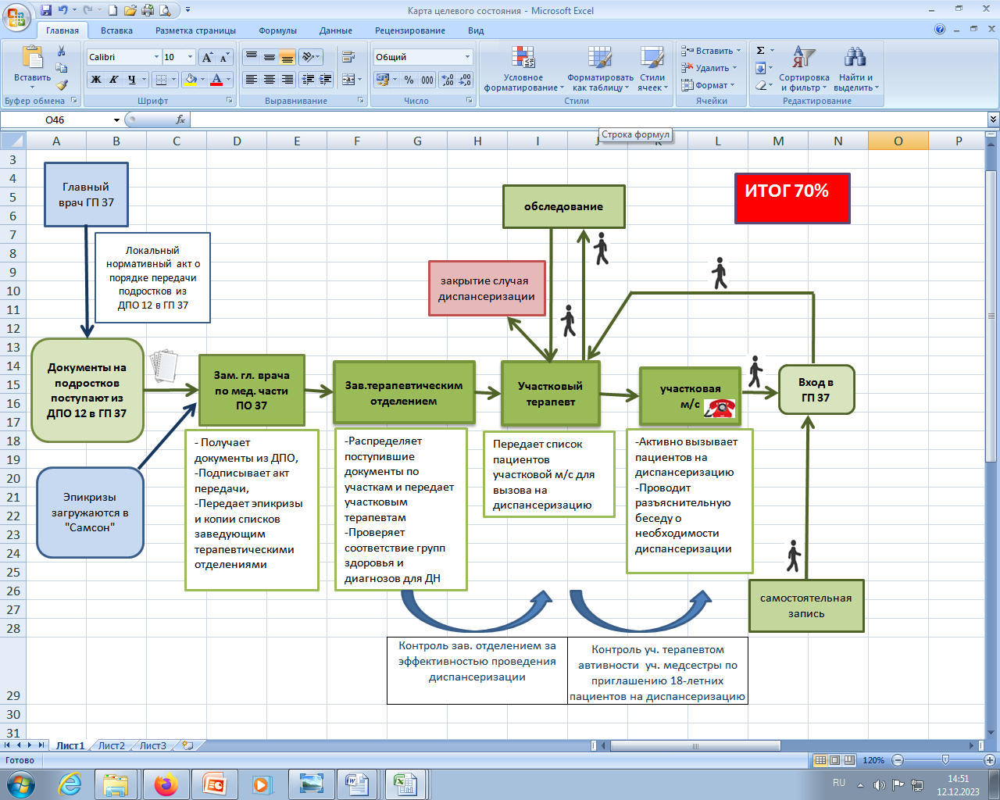 Карта целевого состояния - Microsoft Excel
Главная Вставка Разметка страницы Формулы Данные Рецензирование Вид
Вставить
Буфер обмена
Calibri 10
Ж К Ч
Шрифт
Выравнивание
Общий
% 000
Число
Условное форматирование
Форматировать как таблицу
Стили ячеек
Стили
Вставить
Удалить
Формат
Ячейки
Сортировка и фильтр
Найти и выделить
Редактирование
O46
fx
Строка формул
A B C D E F G H I J K L M N O P
3
4
5
6
7
8
9
10
11
12
13
14
15
16
17
18
19
20
21
22
23
24
25
26
27
28
29
30
31
Главный
врач ГП 37
Локальный
нормативный акт о
порядке передачи
подростков из
ДПО 12 в ГП 37
обследование
ИТОГ 70%
закрытие случая
диспансеризации
Документы на
подростков
поступают из
ДПО 12 в ГП 37
Зам. гл. врача
по мед. части
ПО 37
Зав.терапевтическим
отделением
Участковый
терапевт
участковая
м/с
Вход в
ГП 37
Эпикризы
загружаются в
"Самсон"
- Получает
документы из ДПО,
-Подписывает акт
передачи,
-Передает эпикризы
и копии списков
заведующим
терапевтическими
отделениями
-Распределяет
поступившие
документы по
участкам и передает
участковым
терапевтам
-Проверяет
соответствие групп
здоровья и
диагнозов для ДН
Передает список
пациентов
участковой м/с для
вызова на
диспансеризацию
-Активно вызывает
пациентов на
диспансеризацию
-Проводит
разъяснительную
беседу о
необходимости
диспансеризации
самостоятельная
запись
Контроль зав. отделением за
эффективностью проведения
диспансеризации
Контроль уч. терапевтом
автивности уч. медсестры по
приглашению 18-летних
пациентов на диспансеризацию
Лист1 Лист2 Лист3
Готово
120%
RU
14:51
12.12.2023